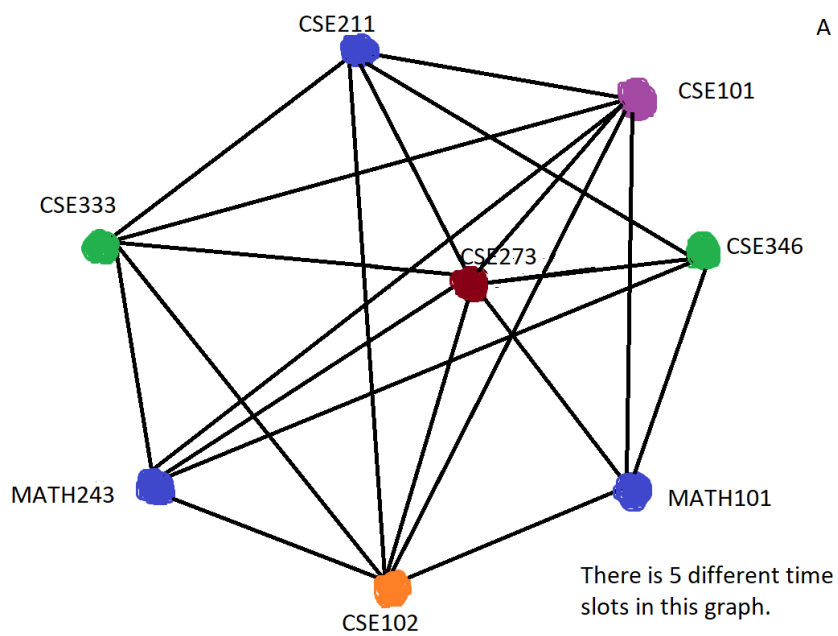 CSE211
A
CSE101
CSE333
CSE346
CSE273
MATH243
MATH101
There is 5 different time
slots in this graph.
CSE102